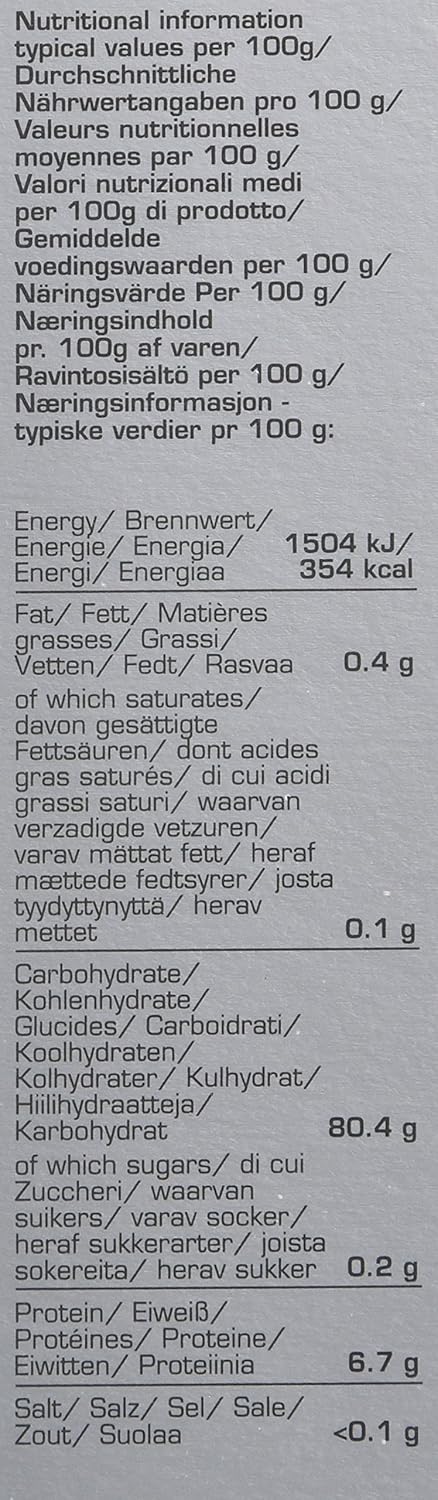 Nutritional information
typical values per 100g/
Durchschnittliche
Nährwertangaben pro 100 g/
Valeurs nutritionnelles
moyennes par 100 g/
Valori nutrizionali medi
per 100g di prodotto/
Gemiddelde
voedingswaarden per 100 g/
Näringsvärde Per 100 g/
Næringsindhold
pr. 100g af varen/
Ravintosisältö per 100 g/
Næringsinformasjon -
typiske verdier pr 100 g:
Energy/ Brennwert/
Energie/ Energia/ 1504 kJ/
Energi/ Energiaa 354 kcal
Fat/ Fett/ Matières
grasses/ Grassi/
Vetten/ Fedt/ Rasvaa 0.4 g
of which saturates/
davon gesättigte
Fettsäuren/ dont acides
gras saturés/ di cui acidi
grassi saturi/ waarvan
verzadigde vetzuren/
varav mättat fett/ heraf
mættede fedtsyrer/ josta
tyydyttynyttä/ herav
mettet 0.1 g
Carbohydrate/
Kohlenhydrate/
Glucides/ Carboidrati/
Koolhydraten/
Kolhydrater/ Kulhydrat/
Hiilihydraatteja/
Karbohydrat 80.4 g
of which sugars/ di cui
Zuccheri/ waarvan
suikers/ varav socker/
heraf sukkerarter/ joista
sokereita/ herav sukker 0.2 g
Protein/ Eiweiß/
Protéines/ Proteine/
Eiwitten/ Proteiinia 6.7 g
Salt/ Salz/ Sel/ Sale/
Zout/ Suolaa <0.1 g